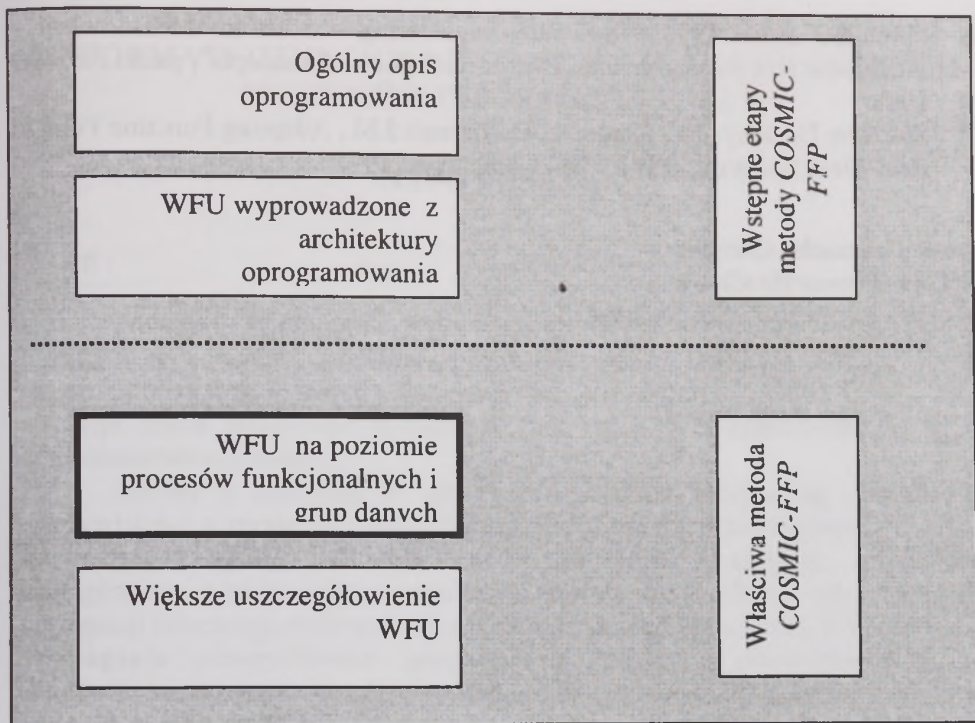 Ogólny opis
oprogramowania
WFU wyprowadzone z
architektury
oprogramowania
Wstępne etapy
metody COSMIC-
FFP
WFU na poziomie
procesów funkcjonalnych i
grup danych
Większe uszczegółowienie
WFU
Właściwa metoda
COSMIC-FFP